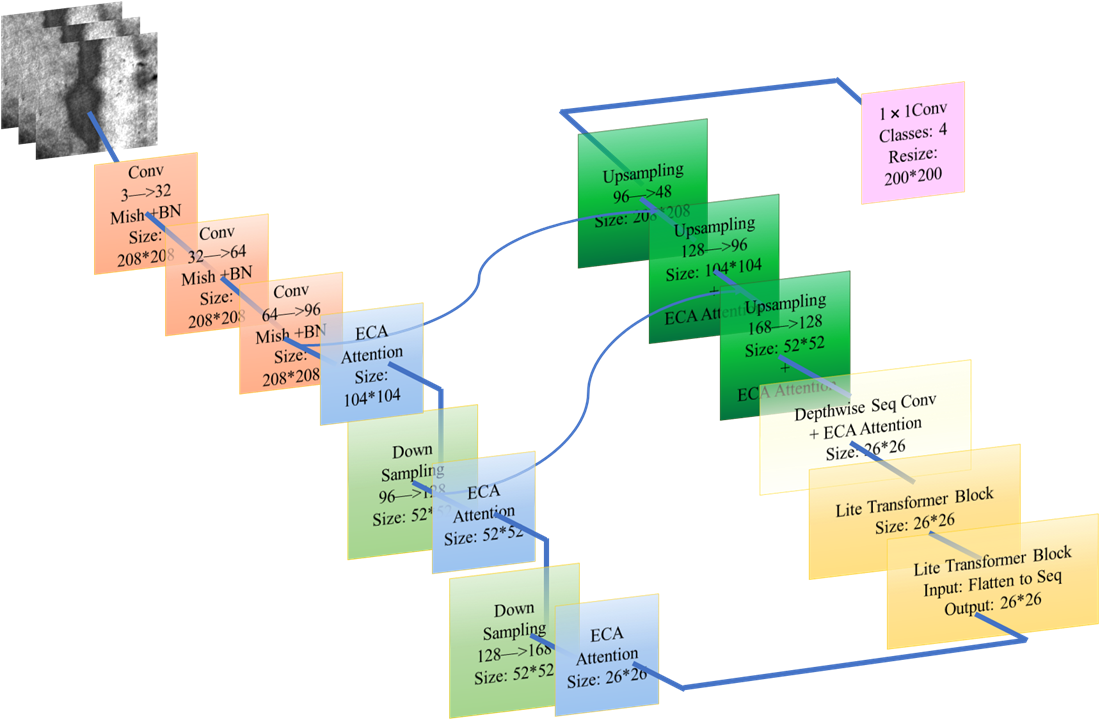 Conv
3—>32
Mish +BN
Size:
208*208
Conv
32—>64
Mish +BN
Size:
208*208
Conv
64—>96
Mish +BN
Size:
208*208
ECA
Attention
Size:
104*104
Down
Sampling
96—>128
Size: 52*52
ECA
Attention
Size: 52*52
Down
Sampling
128—>168
Size: 52*52
ECA
Attention
Size: 26*26
Lite Transformer Block
Input: Flatten to Seq
Output: 26*26
Lite Transformer Block
Size: 26*26
Depthwise Seq Conv
+ ECA Attention
Size: 26*26
Upsampling
168—>128
Size: 52*52
+
ECA Attention
Upsampling
128—>96
Size: 104*104
+
ECA Attention
Upsampling
96—>48
Size: 208*208
1 × 1Conv
Classes: 4
Resize:
200*200